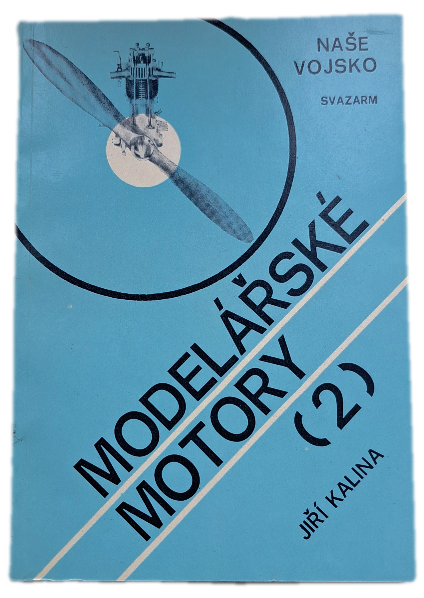 NAŠE
VOJSKO
SVAZARM
MODELÁŘSKÉ
MOTORY
(2)
JIŘÍ KALINA